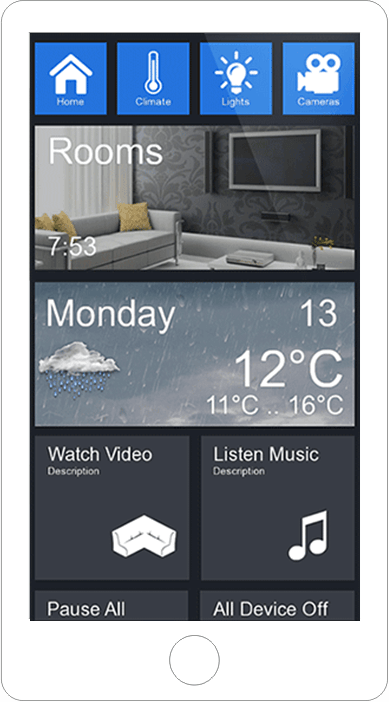 Home Climate Lights Cameras
Rooms
7:53
Monday 13
12°C
11°C .. 16°C
Watch Video
Description
Listen Music
Description
Pause All
All Device Off